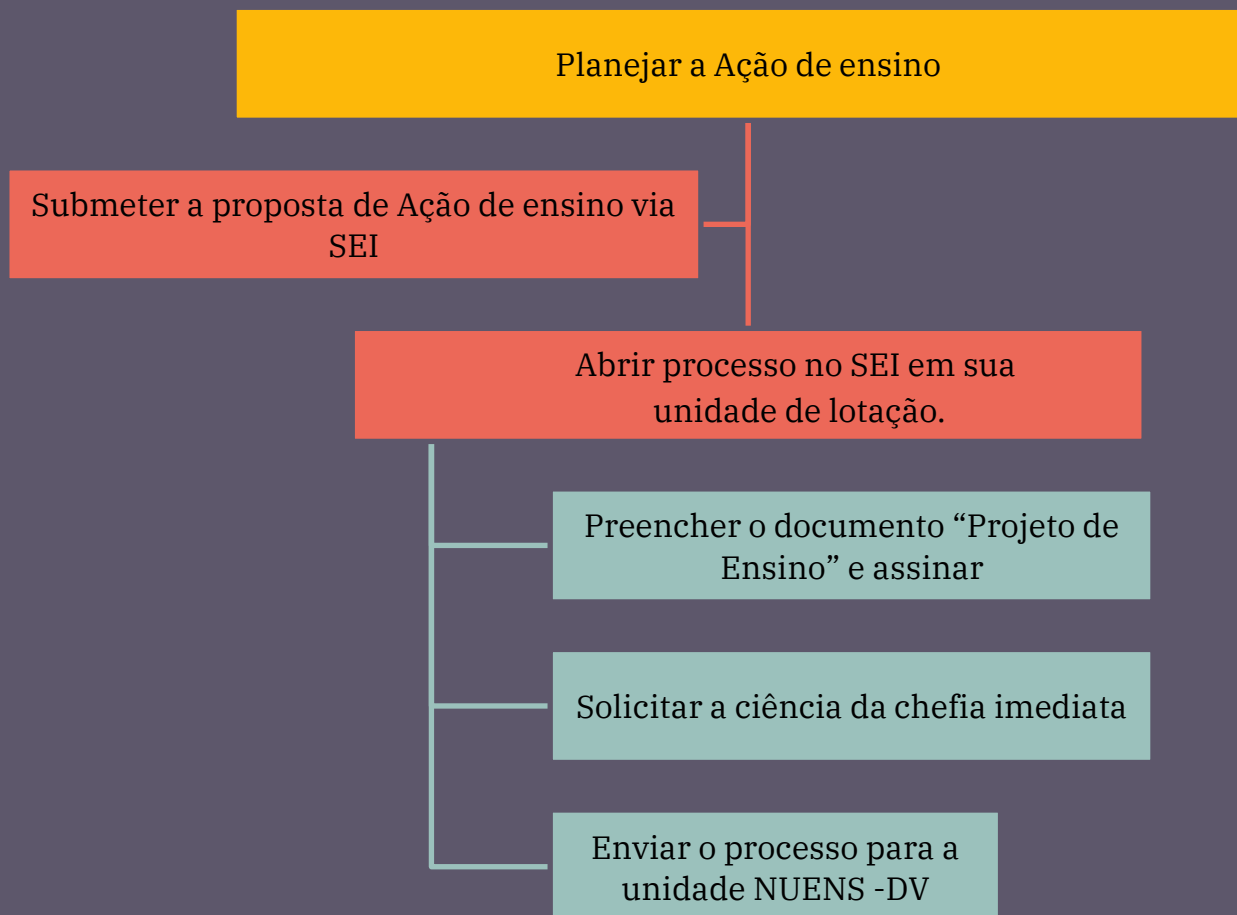 Planejar a Ação de ensino
Submeter a proposta de Ação de ensino via
SEI
Abrir processo no SEI em sua
unidade de lotação.
Preencher o documento “Projeto de
Ensino” e assinar
Solicitar a ciência da chefia imediata
Enviar o processo para a
unidade NUENS -DV